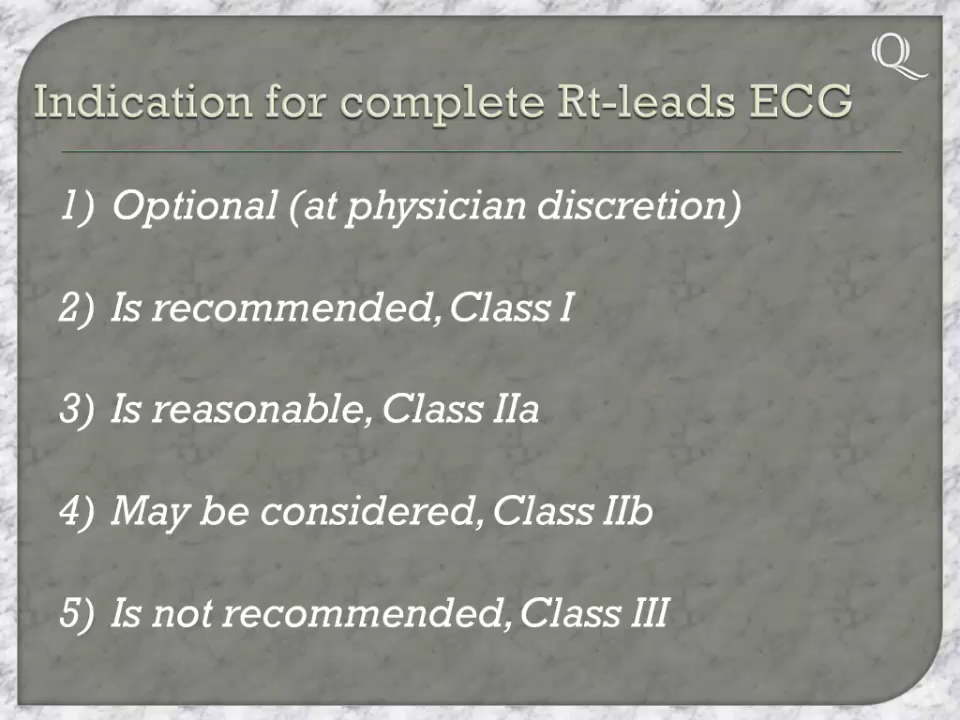 Q
Indication for complete Rt-leads ECG
1) Optional (at physician discretion)
2) Is recommended, Class I
3) Is reasonable, Class IIa
4) May be considered, Class IIb
5) Is not recommended, Class III